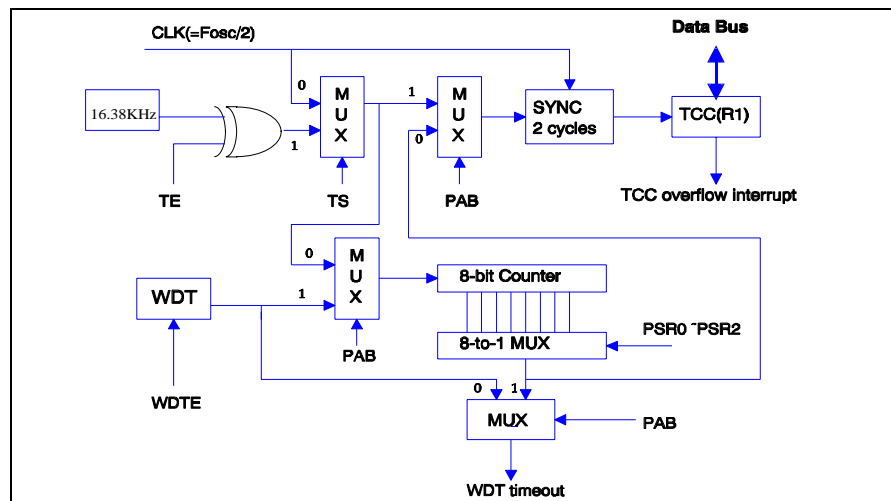 CLK(=Fosc/2)
Data Bus
0
M
U
X
1
M
U
X
16.38KHz
SYNC
2 cycles
TCC(R1)
1
0
TE
TS
PAB
TCC overflow interrupt
0
M
U
X
8-bit Counter
WDT
1
PAB
8-to-1 MUX
PSR0 ~PSR2
WDTE
0
1
MUX
PAB
WDT timeout